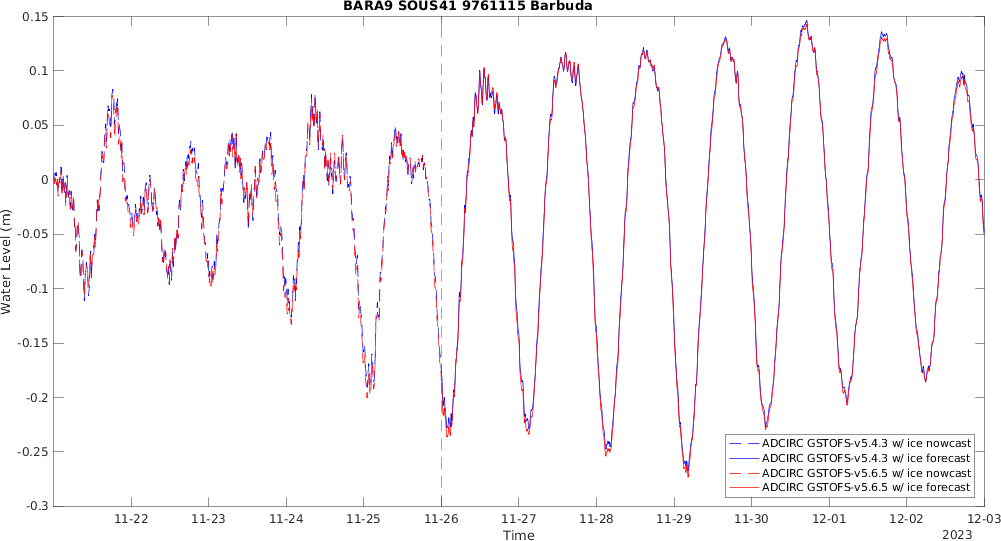 BARA9 SOUS41 9761115 Barbuda
Water Level (m)
0.15
0.1
0.05
0
-0.05
-0.1
-0.15
-0.2
-0.25
-0.3
ADCIRC GSTOFS-v5.4.3 w/ ice nowcast
ADCIRC GSTOFS-v5.4.3 w/ ice forecast
ADCIRC GSTOFS-v5.6.5 w/ ice nowcast
ADCIRC GSTOFS-v5.6.5 w/ ice forecast
11-22 11-23 11-24 11-25 11-26 11-27 11-28 11-29 11-30 12-01 12-02 12-03
Time
2023